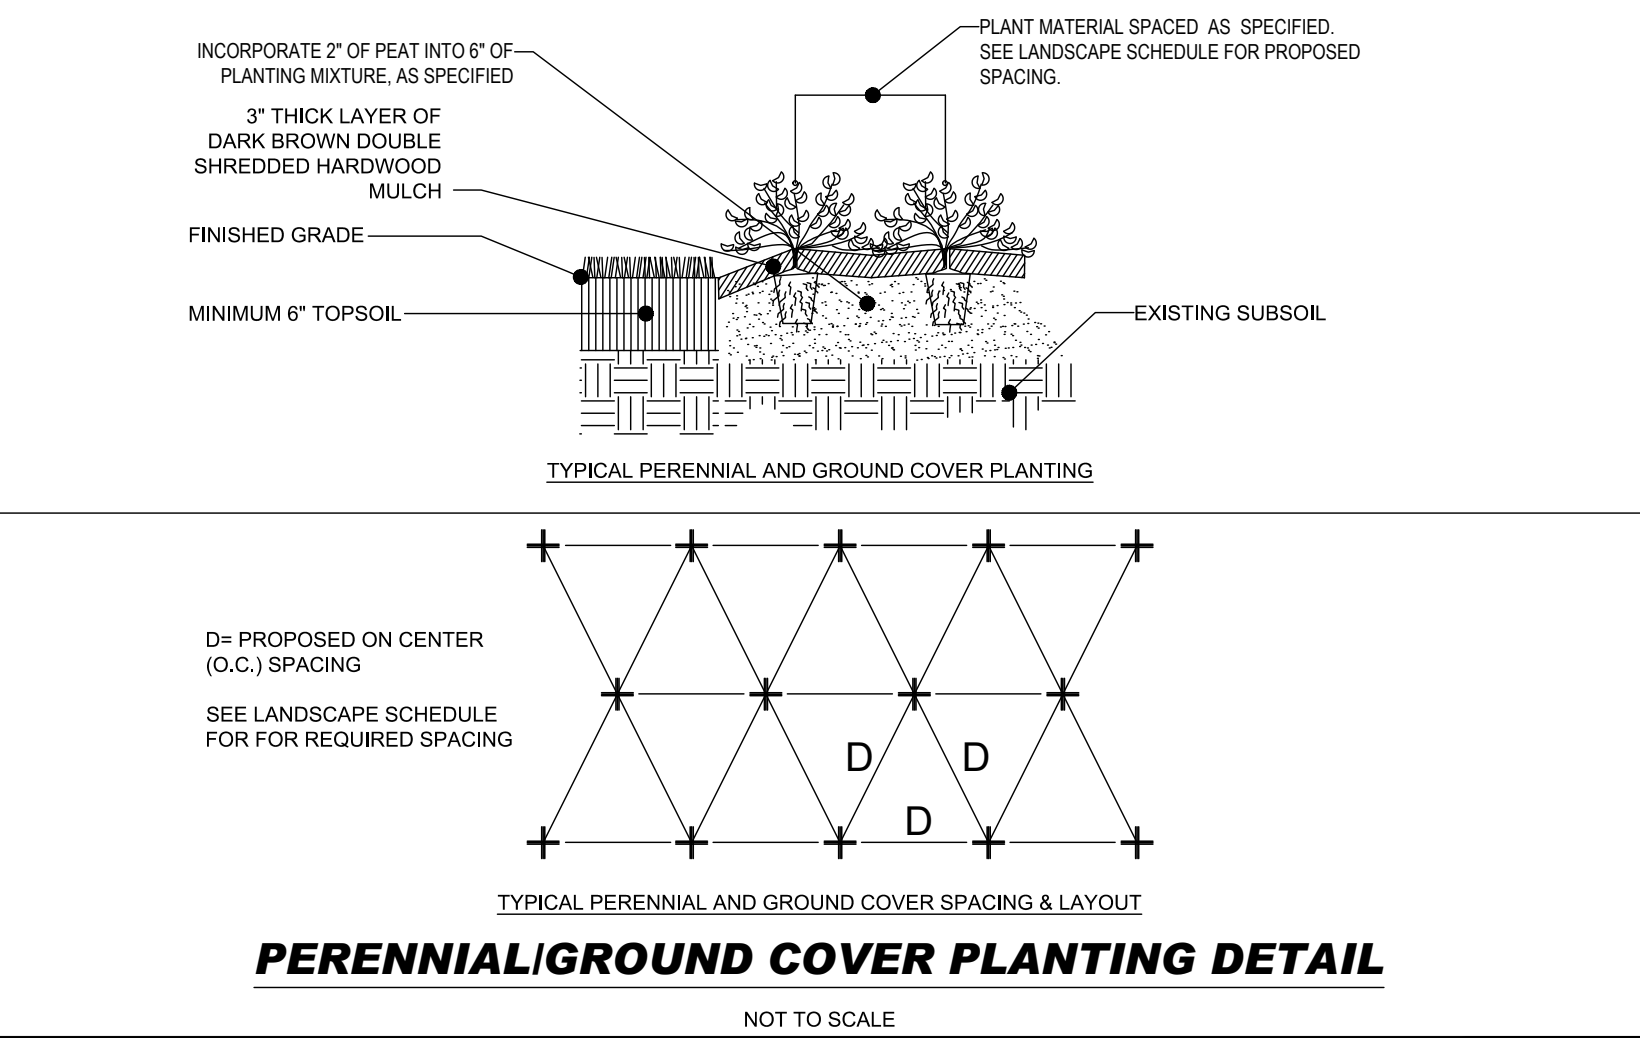 INCORPORATE 2" OF PEAT INTO 6" OF
PLANTING MIXTURE, AS SPECIFIED
3" THICK LAYER OF
DARK BROWN DOUBLE
SHREDDED HARDWOOD
MULCH
FINISHED GRADE
MINIMUM 6" TOPSOIL
PLANT MATERIAL SPACED AS SPECIFIED.
SEE LANDSCAPE SCHEDULE FOR PROPOSED
SPACING.
EXISTING SUBSOIL
TYPICAL PERENNIAL AND GROUND COVER PLANTING
D= PROPOSED ON CENTER
(O.C.) SPACING
SEE LANDSCAPE SCHEDULE
FOR FOR REQUIRED SPACING
D
D
D
TYPICAL PERENNIAL AND GROUND COVER SPACING & LAYOUT
PERENNIAL/GROUND COVER PLANTING DETAIL
NOT TO SCALE